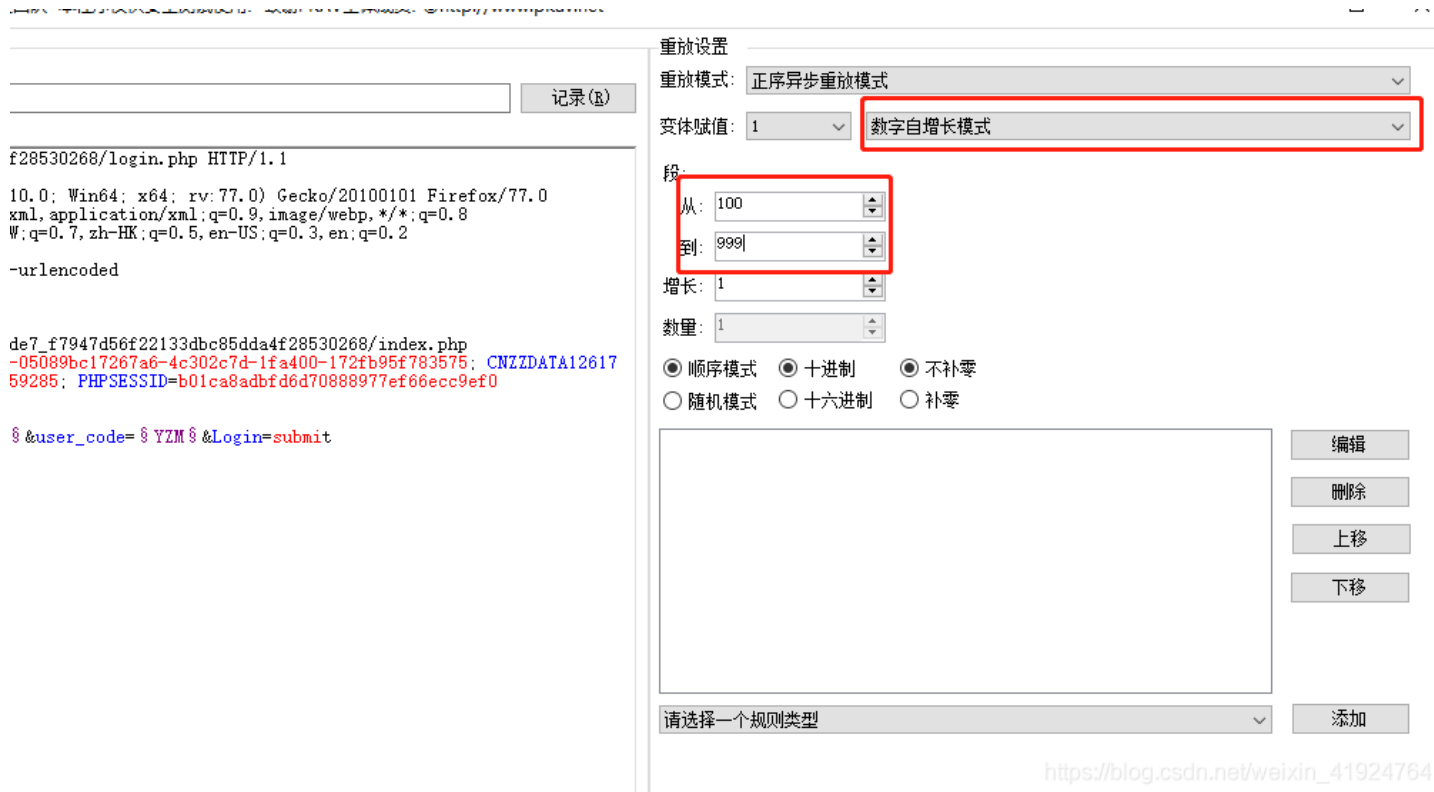 重放设置
重放模式: 正序异步重放模式
记录(R)
变体赋值: 1 数字自增长模式
段:
从: 100
到: 999
增长: 1
数量: 1
顺序模式 十进制 不补零
随机模式 十六进制 补零
f28530268/login.php HTTP/1.1
10.0; Win64; x64; rv:77.0) Gecko/20100101 Firefox/77.0
xml,application/xml;q=0.9,image/webp,*/*;q=0.8
;q=0.7,zh-HK;q=0.5,en-US;q=0.3,en;q=0.2
-urlencoded
de7_f7947d56f22133dbc85dda4f28530268/index.php
-05089bc17267a6-4c302c7d-1fa400-172fb95f783575; CNZZDATA12617
59285; PHPSESSID=b01ca8adbfd6d70888977ef66ecc9ef0
§&user_code=§YZM§&Login=submit
编辑
删除
上移
下移
请选择一个规则类型 添加
https://blog.csdn.net/weixin_41924764